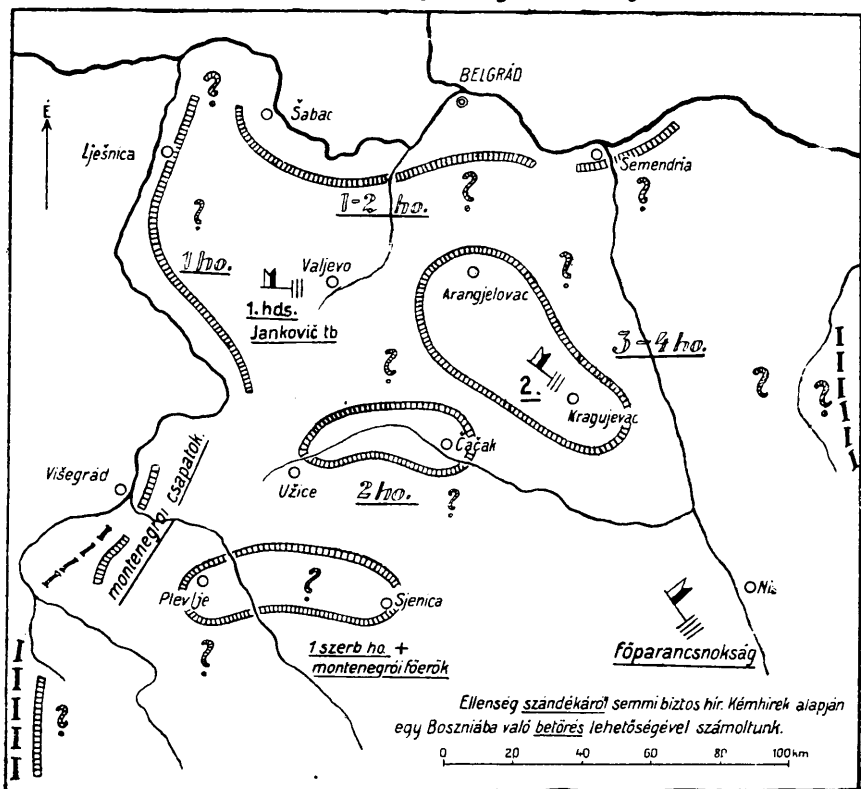 BELGRÁD
É
Šabac
Lješnica
Semendria
?
?
?
?
1-2 ho.
1 ho.
Valjevo
1. hds.
Jankovič tb
Arangjelovac
?
3-4 ho.
?
?
?
2.
Kragujevac
Čačak
Užice
2 ho.
?
Višegrád
montenegrói csapatok.
Plevlje
?
Sjenica
Niš
?
1 szerb ho. +
montenegrói főerők
főparancsnokság
?
Ellenség szándékáról semmi biztos hír. Kémhírek alapján
egy Boszniába való betörés lehetőségével számoltunk.
0 20 40 60 80 100 km